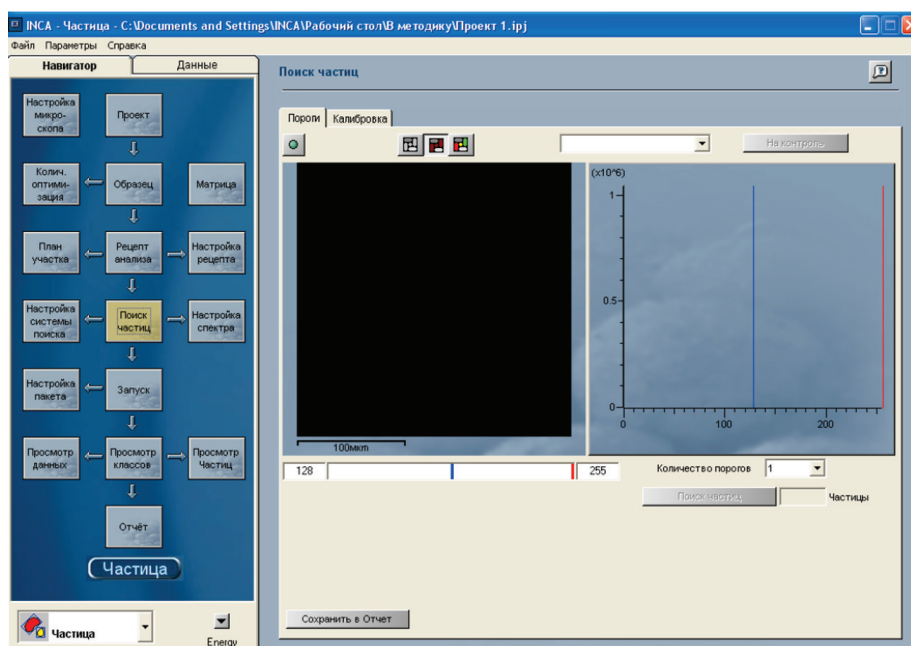 INCA - Частица - C:\Documents and Settings\INCA\Рабочий стол\В методику\Проект 1.ipj
Файл Параметры Справка
Навигатор Данные
Настройка микро-
скопа
Проект
Колич.
оптими-
зация
Образец
Матрица
План
участка
Рецепт
анализа
Настройка
рецепта
Настройка
системы
поиска
Поиск
частиц
Настройка
спектра
Настройка
пакета
Запуск
Просмотр
данных
Просмотр
классов
Просмотр
Частиц
Отчёт
Частица
Частица
Energy
Поиск частиц
Пороги Калибровка
На контроль
(x10^6)
1
0.5
0
0 100 200
100мкm
128
255
Количество порогов 1
Поиск частиц
Частицы
Сохранить в Отчет